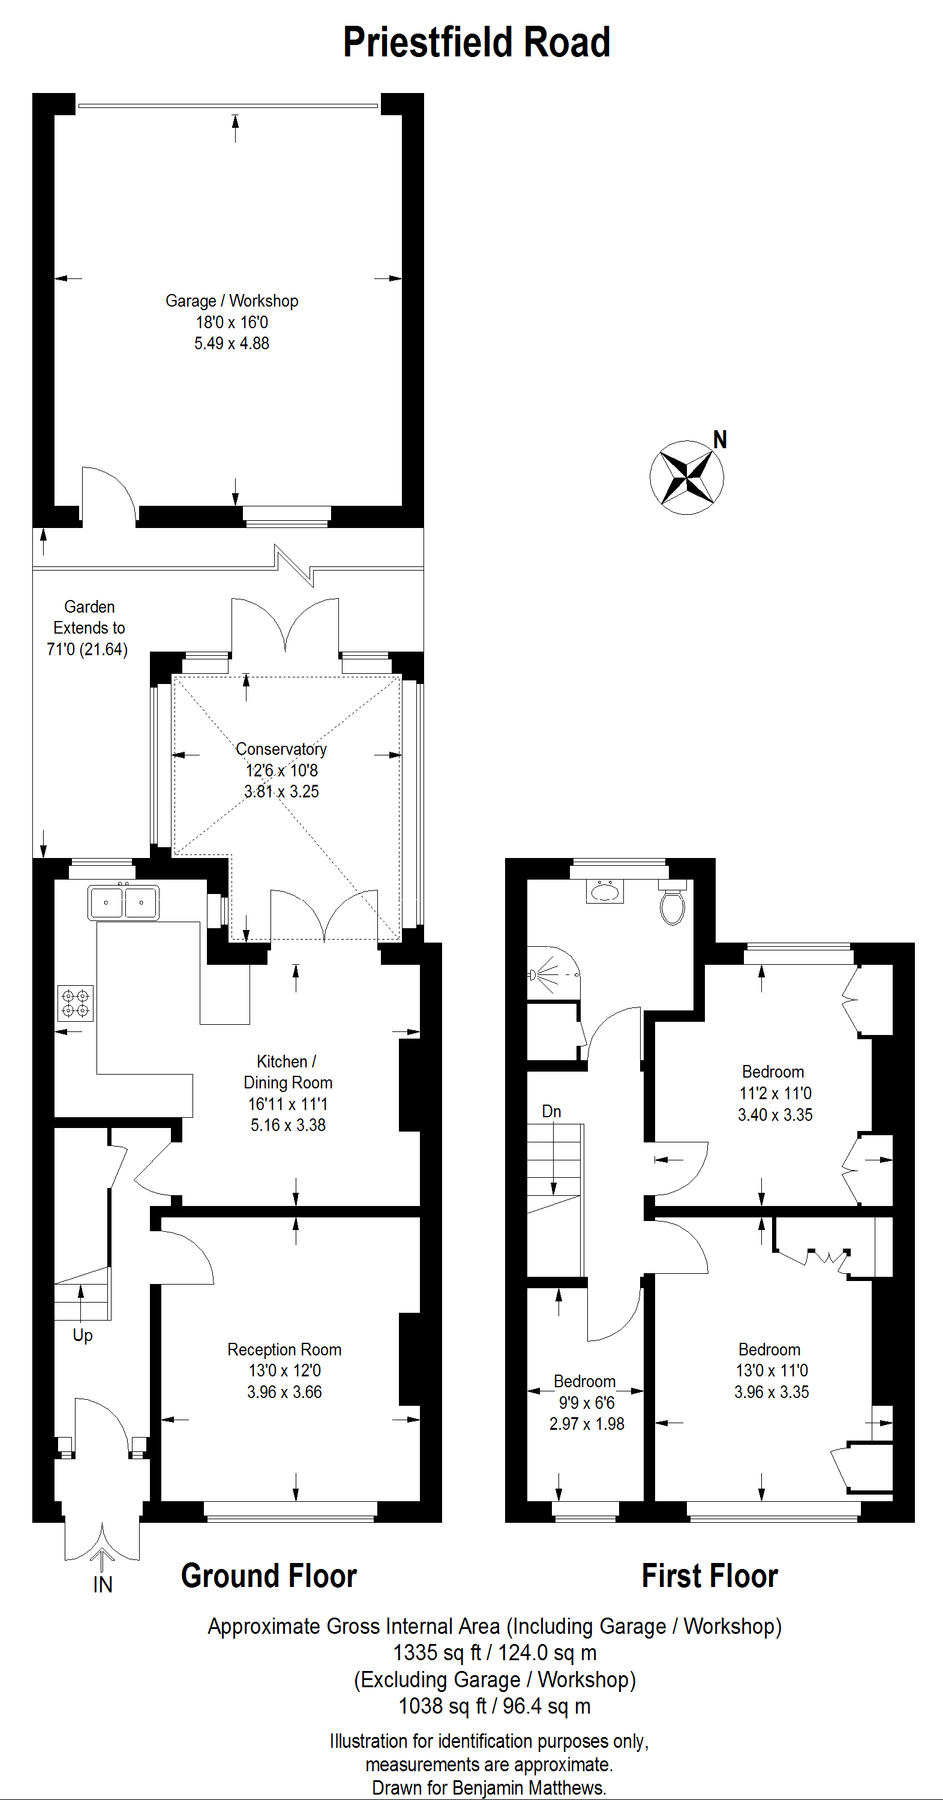 Priestfield Road
Garage / Workshop
18'0 x 16'0
5.49 x 4.88
N
Garden
Extends to
71'0 (21.64)
Conservatory
12'6 x 10'8
3.81 x 3.25
Kitchen /
Dining Room
16'11 x 11'1
5.16 x 3.38
Up
Reception Room
13'0 x 12'0
3.96 x 3.66
IN
Ground Floor
Dn
Bedroom
11'2 x 11'0
3.40 x 3.35
Bedroom
13'0 x 11'0
3.96 x 3.35
Bedroom
9'9 x 6'6
2.97 x 1.98
First Floor
Approximate Gross Internal Area (Including Garage / Workshop)
1335 sq ft / 124.0 sq m
(Excluding Garage / Workshop)
1038 sq ft / 96.4 sq m
Illustration for identification purposes only,
measurements are approximate.
Drawn for Benjamin Matthews.